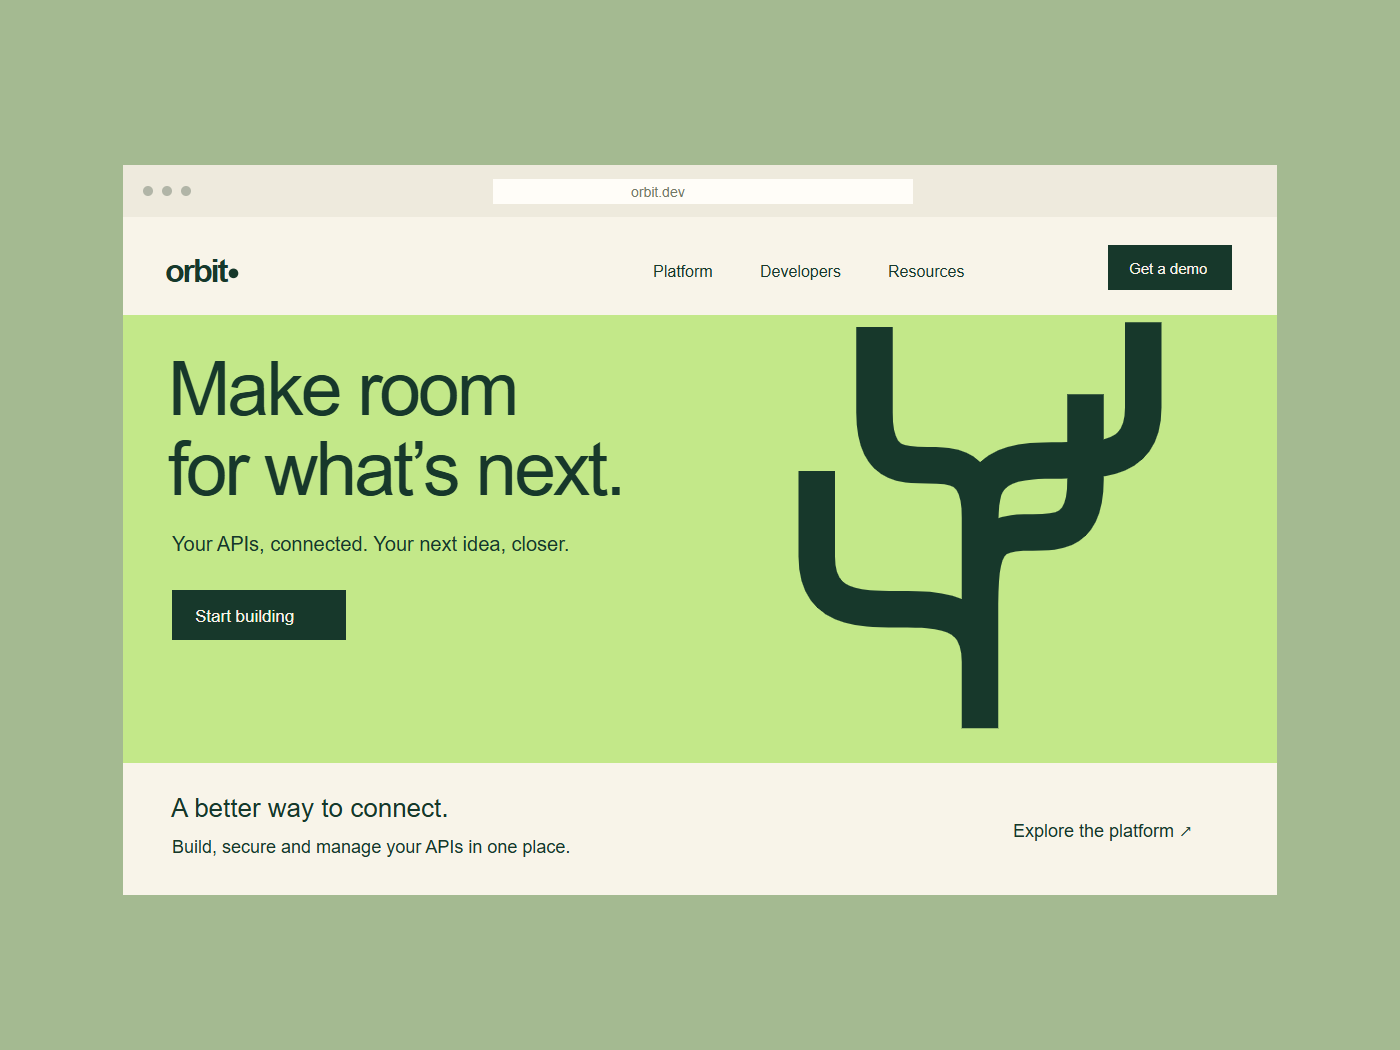 orbit.dev
orbit•
Platform
Developers
Resources
Get a demo
Make room
for what’s next.
Your APIs, connected. Your next idea, closer.
Start building
A better way to connect.
Build, secure and manage your APIs in one place.
Explore the platform ↗